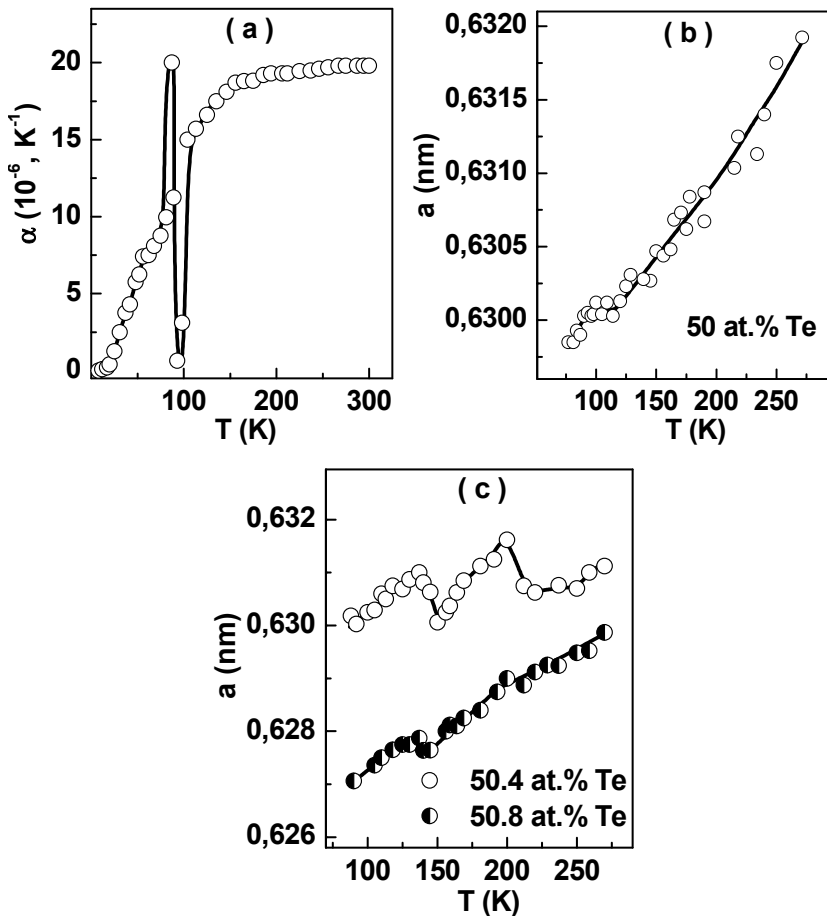 ( a )
20
15
10
5
0
α (10⁻⁶, K⁻¹)
100 200 300
T (K)
( b )
0,6320
0,6315
0,6310
0,6305
0,6300
a (nm)
50 at.% Te
100 150 200 250
T (K)
( c )
0,632
0,630
0,628
0,626
a (nm)
50.4 at.% Te
50.8 at.% Te
100 150 200 250
T (K)